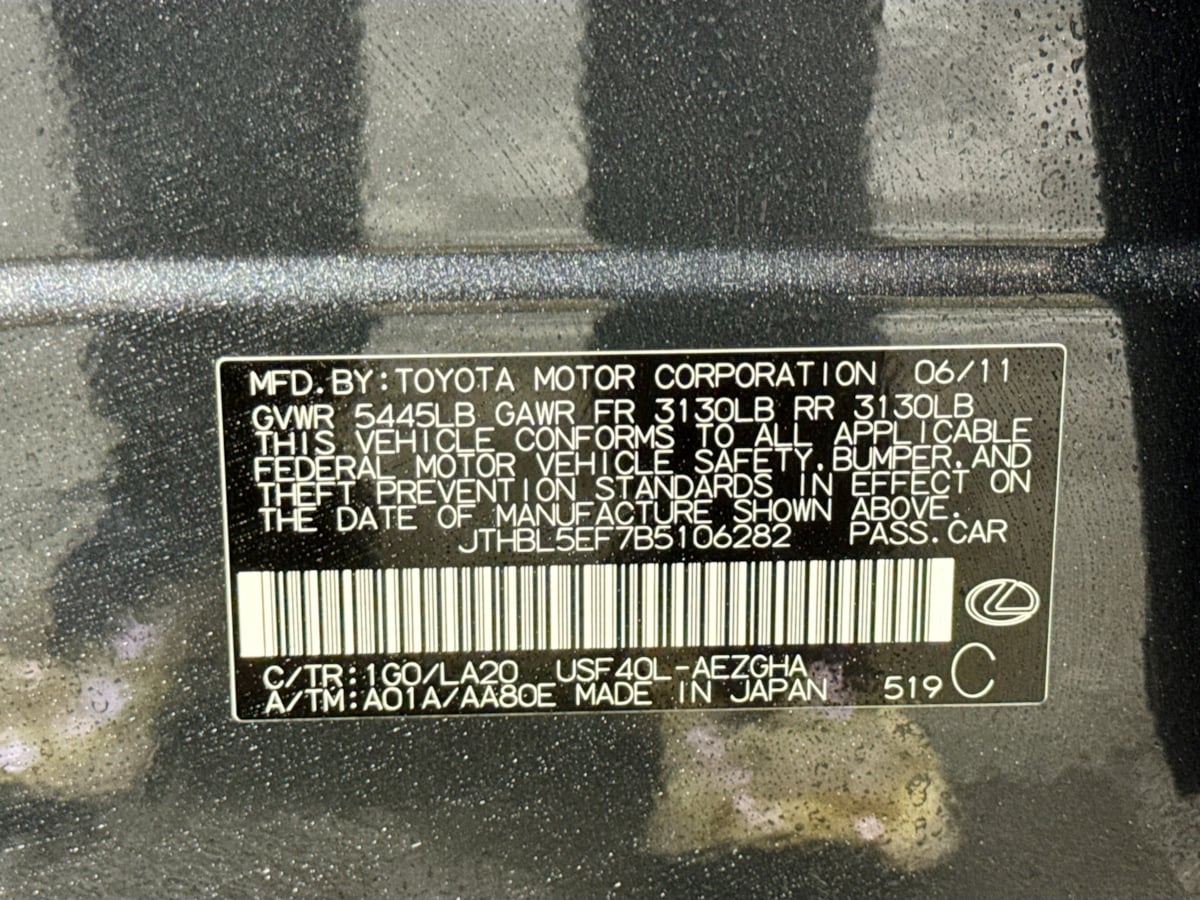 MFD. BY: TOYOTA MOTOR CORPORATION 06/11
GVWR 5445LB GAWR FR 3130LB RR 3130LB
THIS VEHICLE CONFORMS TO ALL APPLICABLE
FEDERAL MOTOR VEHICLE SAFETY, BUMPER, AND
THEFT PREVENTION STANDARDS IN EFFECT ON
THE DATE OF MANUFACTURE SHOWN ABOVE.
JTHBL5EF7B5106282 PASS. CAR
C/TR: 1G0/LA20 USF40L-AEZGHA
A/TM: A01A/AA80E MADE IN JAPAN 519 C